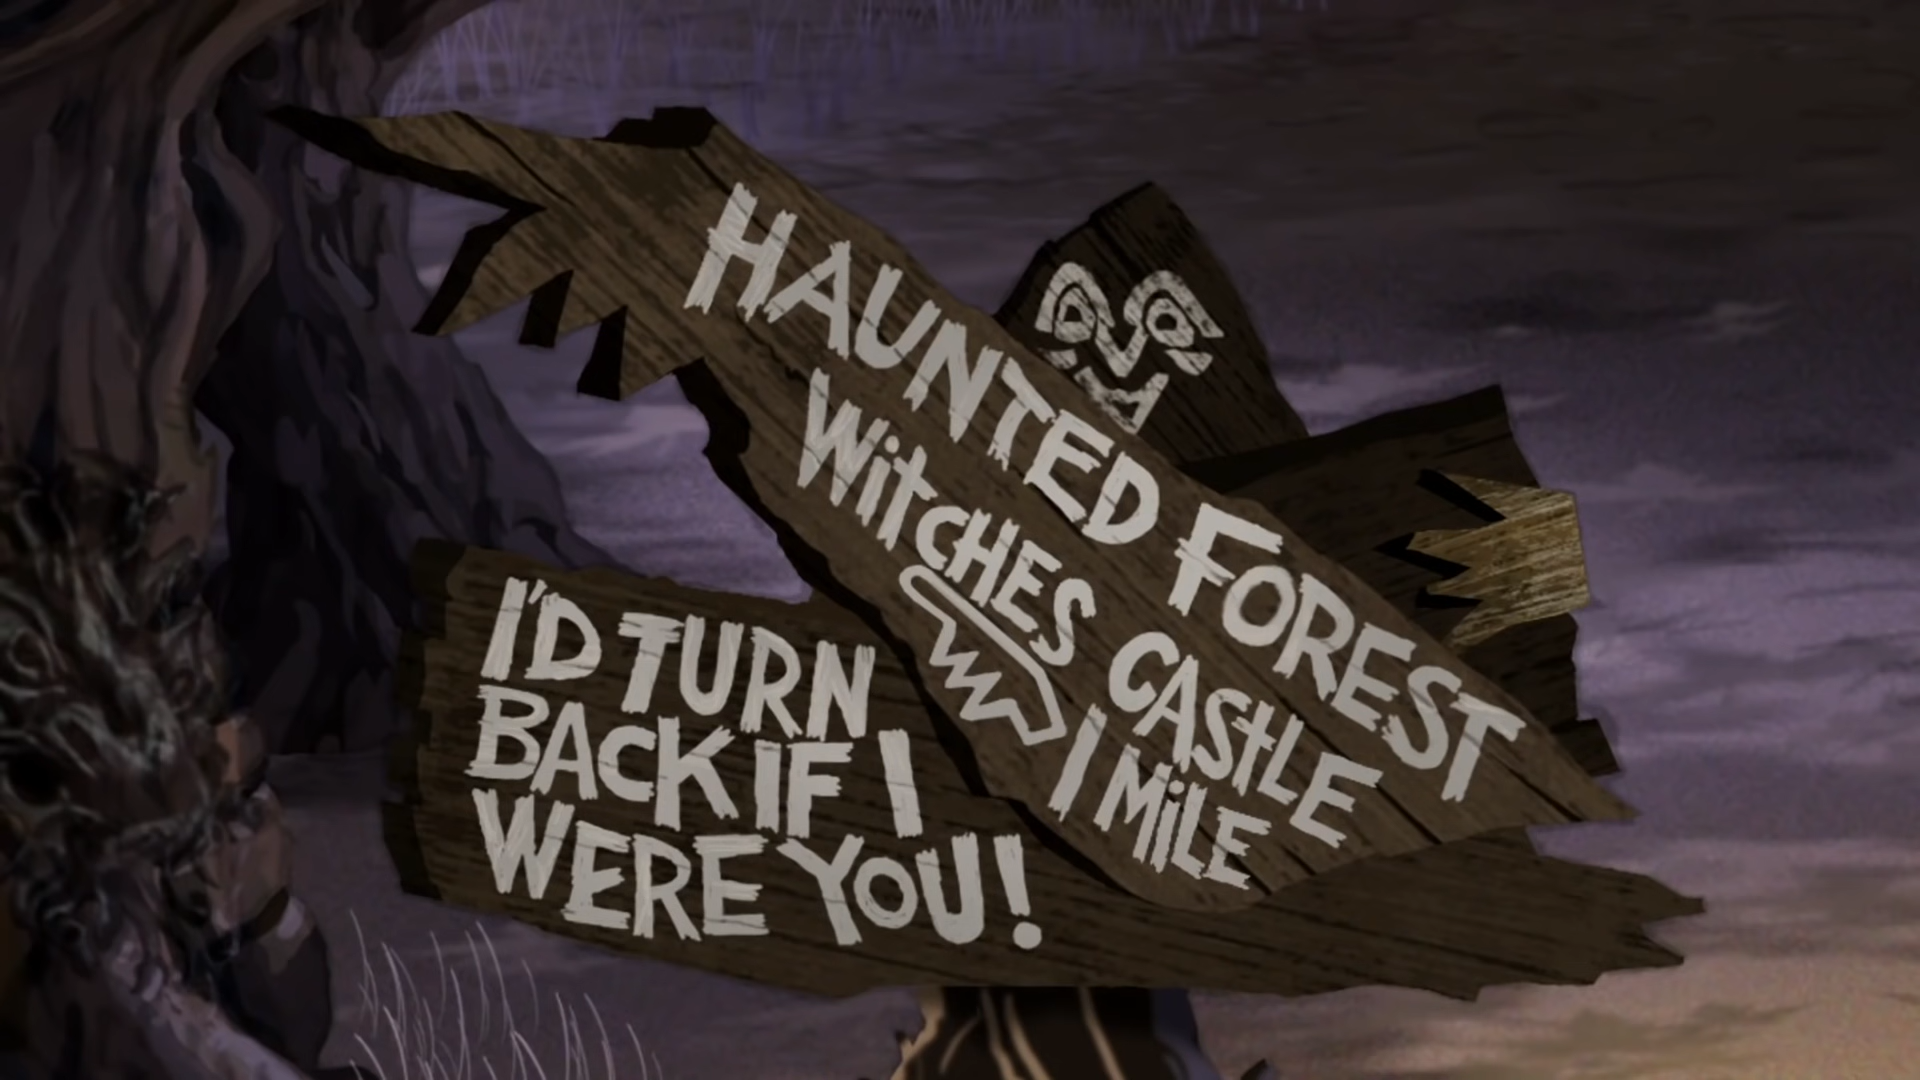 HAUNTED FOREST
WitCHES CASTLE
1 MiLE
I'D TURN
BACK IF I
WERE YOU!